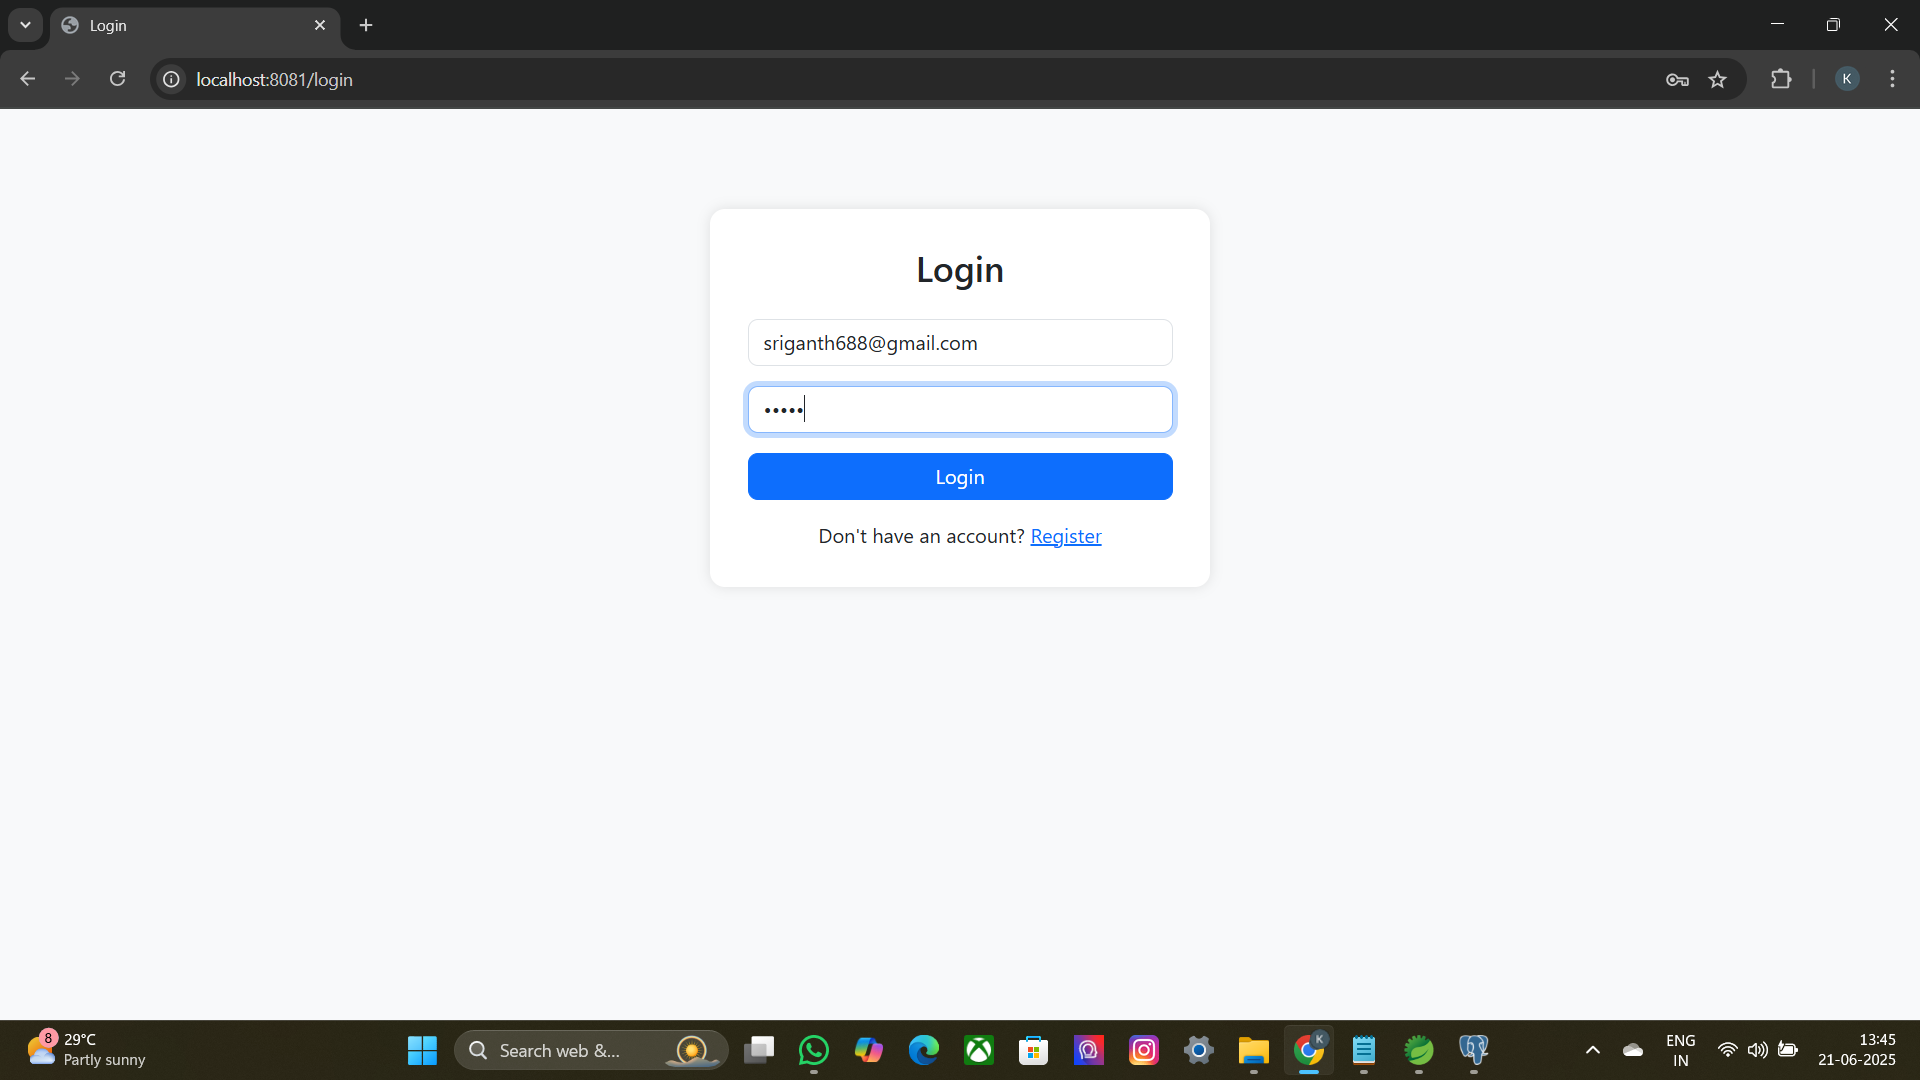 Login
localhost:8081/login
K
Login
sriganth688@gmail.com
•••••
Login
Don't have an account? Register
8
29°C
Partly sunny
Search web &...
K
ENG
IN
13:45
21-06-2025